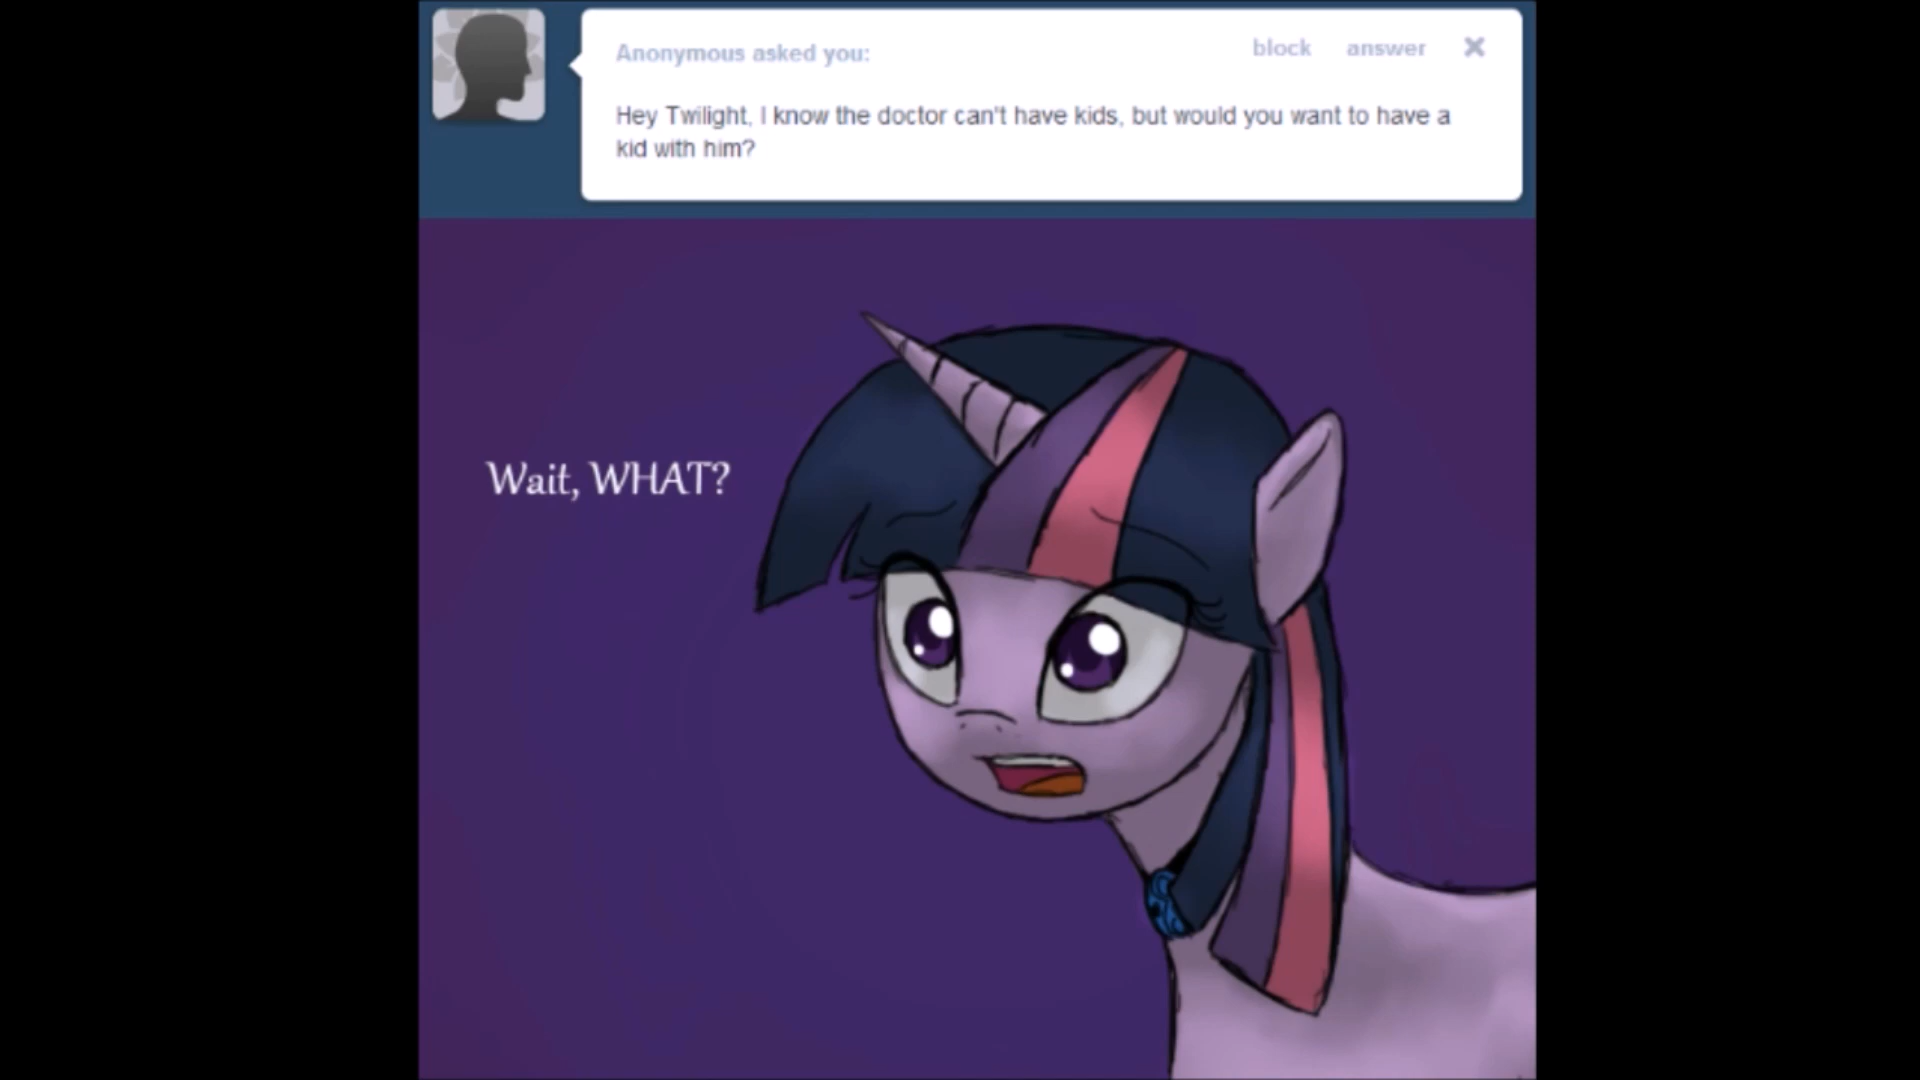 Anonymous asked you:
block answer ×
Hey Twilight, I know the doctor can't have kids, but would you want to have a
kid with him?
Wait, WHAT?